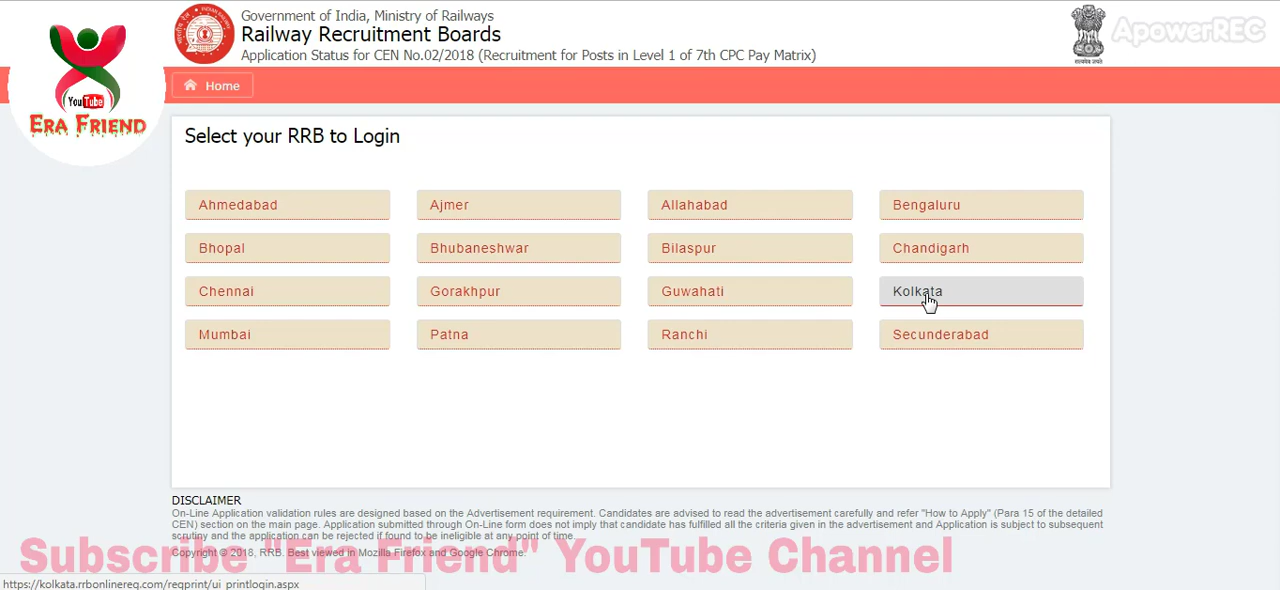 Government of India, Ministry of Railways
Railway Recruitment Boards
Application Status for CEN No.02/2018 (Recruitment for Posts in Level 1 of 7th CPC Pay Matrix)
ApowerREC
Home
YouTube
ERA FRIEND
Select your RRB to Login
Ahmedabad Ajmer Allahabad Bengaluru
Bhopal Bhubaneshwar Bilaspur Chandigarh
Chennai Gorakhpur Guwahati Kolkata
Mumbai Patna Ranchi Secunderabad
DISCLAIMER
On-Line Application validation rules are designed based on the Advertisement requirement. Candidates are advised to read the advertisement carefully and refer "How to Apply" (Para 15 of the detailed
CEN) section on the main page. Application submitted through On-Line form does not imply that candidate has fulfilled all the criteria given in the advertisement and Application is subject to subsequent
scrutiny and the application can be rejected if found to be ineligible at any point of time.
Copyright © 2018, RRB. Best viewed in Mozilla Firefox and Google Chrome.
Subscribe "Era Friend" YouTube Channel
https://kolkata.rrbonlinereq.com/reqprint/ui_printlogin.aspx